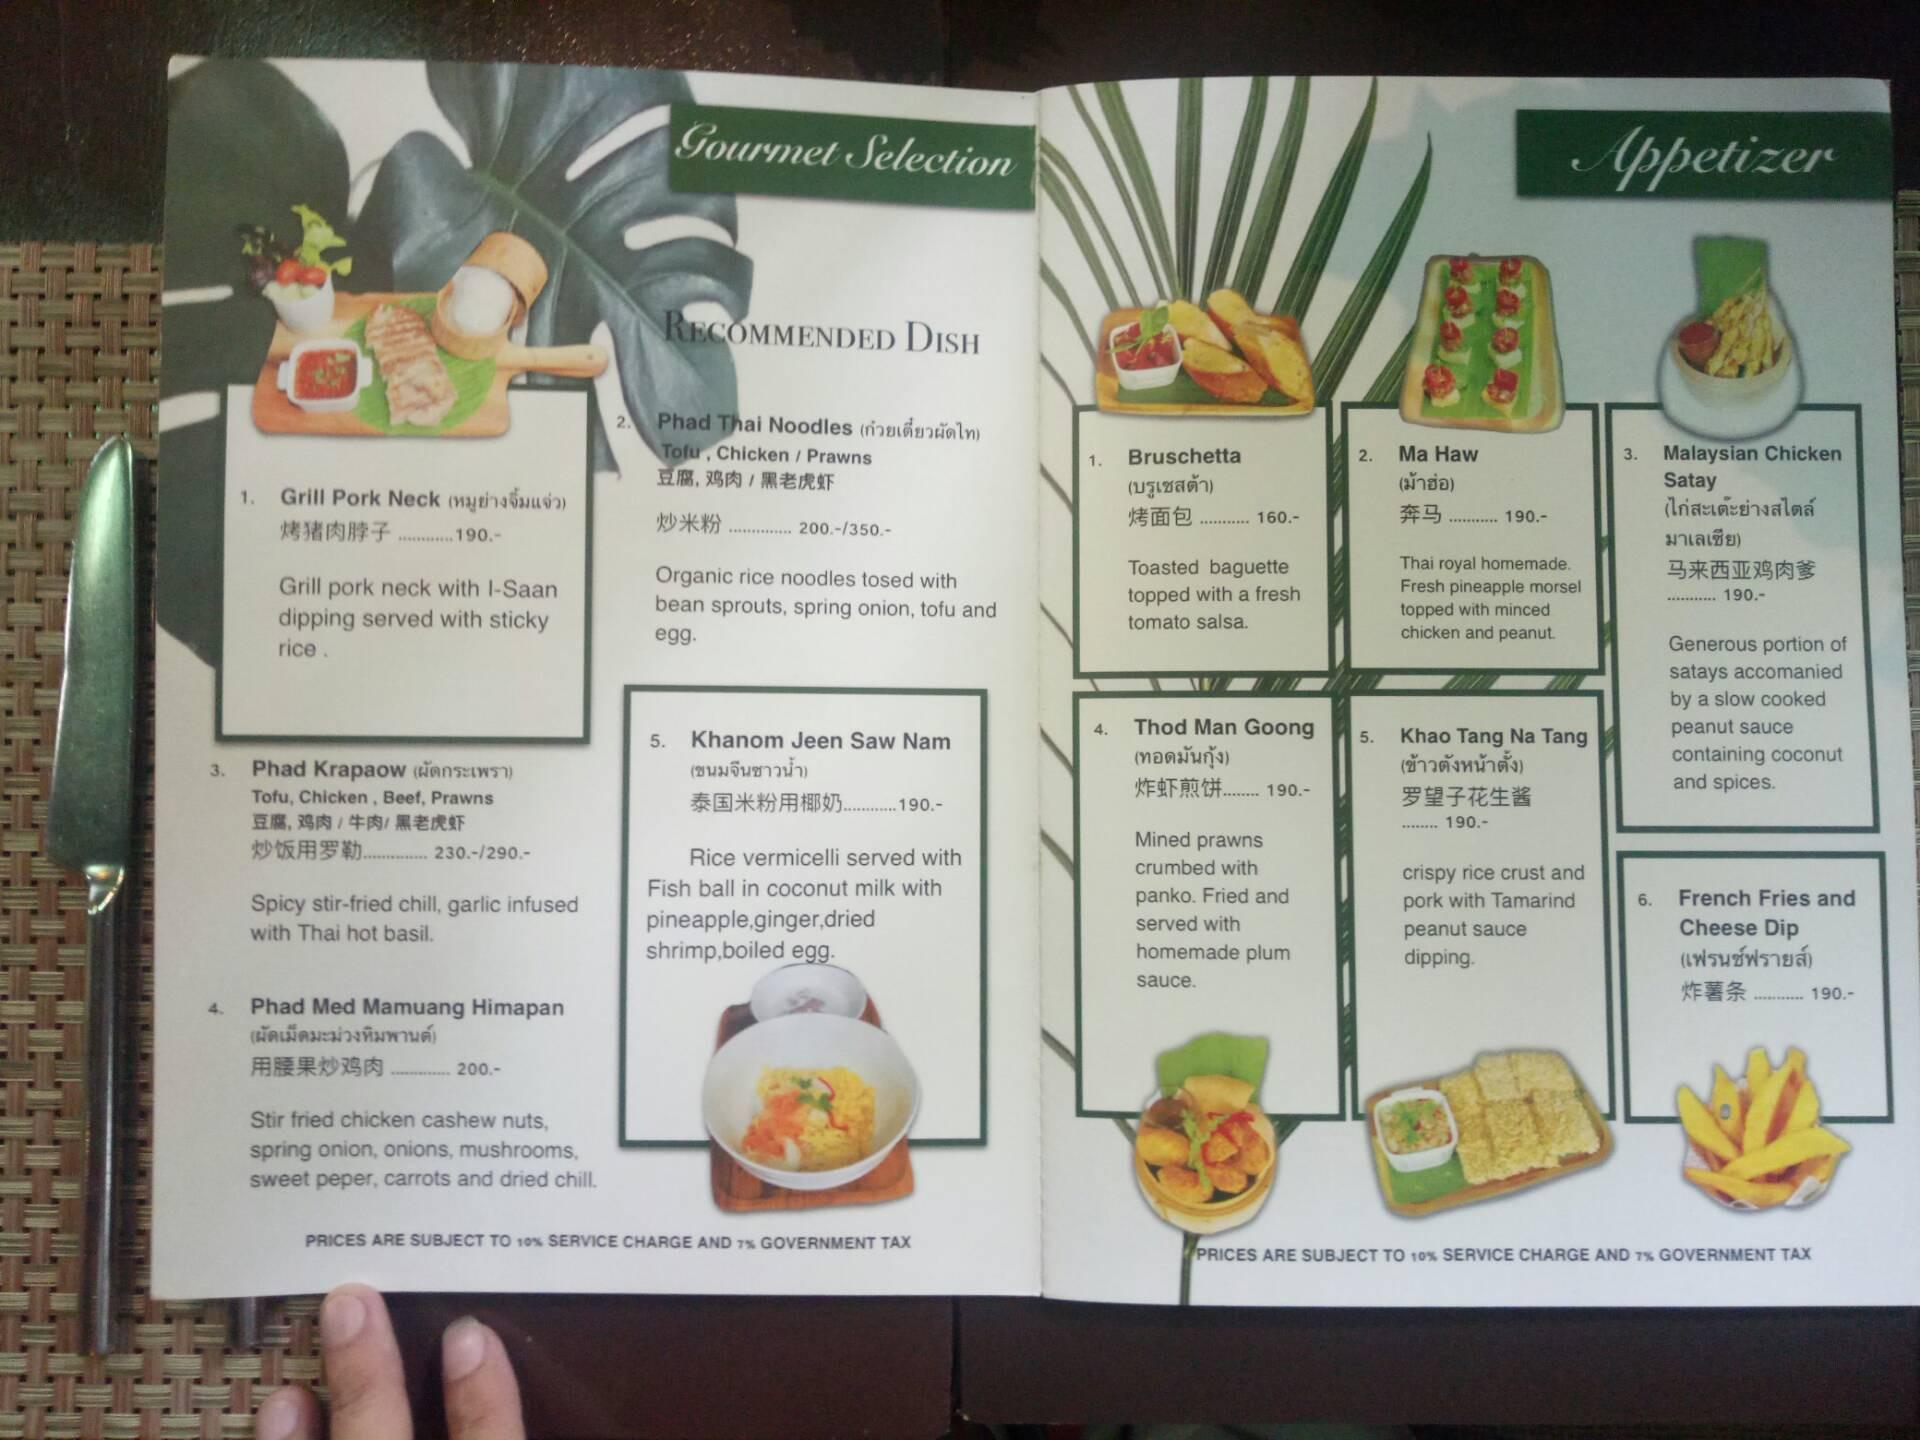 Gourmet Selection
RECOMMENDED DISH
1. Grill Pork Neck (หมูย่างจิ้มแจ่ว)
烤猪肉脖子 ............190.-
Grill pork neck with I-Saan
dipping served with sticky
rice .
2. Phad Thai Noodles (ก๋วยเตี๋ยวผัดไท)
Tofu , Chicken / Prawns
豆腐, 鸡肉 / 黑老虎虾
炒米粉 .............. 200.-/350.-
Organic rice noodles tosed with
bean sprouts, spring onion, tofu and
egg.
3. Phad Krapaow (ผัดกระเพรา)
Tofu, Chicken , Beef, Prawns
豆腐, 鸡肉 / 牛肉/ 黑老虎虾
炒饭用罗勒.............. 230.-/290.-
Spicy stir-fried chill, garlic infused
with Thai hot basil.
4. Phad Med Mamuang Himapan
(ผัดเม็ดมะม่วงหิมพานต์)
用腰果炒鸡肉 ............. 200.-
Stir fried chicken cashew nuts,
spring onion, onions, mushrooms,
sweet peper, carrots and dried chill.
5. Khanom Jeen Saw Nam
(ขนมจีนซาวน้ำ)
泰国米粉用椰奶............190.-
Rice vermicelli served with
Fish ball in coconut milk with
pineapple,ginger,dried
shrimp,boiled egg.
PRICES ARE SUBJECT TO 10% SERVICE CHARGE AND 7% GOVERNMENT TAX
Appetizer
1. Bruschetta
(บรูเชสต้า)
烤面包 ........... 160.-
Toasted baguette
topped with a fresh
tomato salsa.
2. Ma Haw
(ม้าฮ่อ)
奔马 ........... 190.-
Thai royal homemade.
Fresh pineapple morsel
topped with minced
chicken and peanut.
3. Malaysian Chicken
Satay
(ไก่สะเต๊ะย่างสไตล์
มาเลเซีย)
马来西亚鸡肉爹
........... 190.-
Generous portion of
satays accomanied
by a slow cooked
peanut sauce
containing coconut
and spices.
4. Thod Man Goong
(ทอดมันกุ้ง)
炸虾煎饼........ 190.-
Mined prawns
crumbed with
panko. Fried and
served with
homemade plum
sauce.
5. Khao Tang Na Tang
(ข้าวตังหน้าตั้ง)
罗望子花生酱
........ 190.-
crispy rice crust and
pork with Tamarind
peanut sauce
dipping.
6. French Fries and
Cheese Dip
(เฟรนช์ฟรายส์)
炸薯条 ........... 190.-
PRICES ARE SUBJECT TO 10% SERVICE CHARGE AND 7% GOVERNMENT TAX